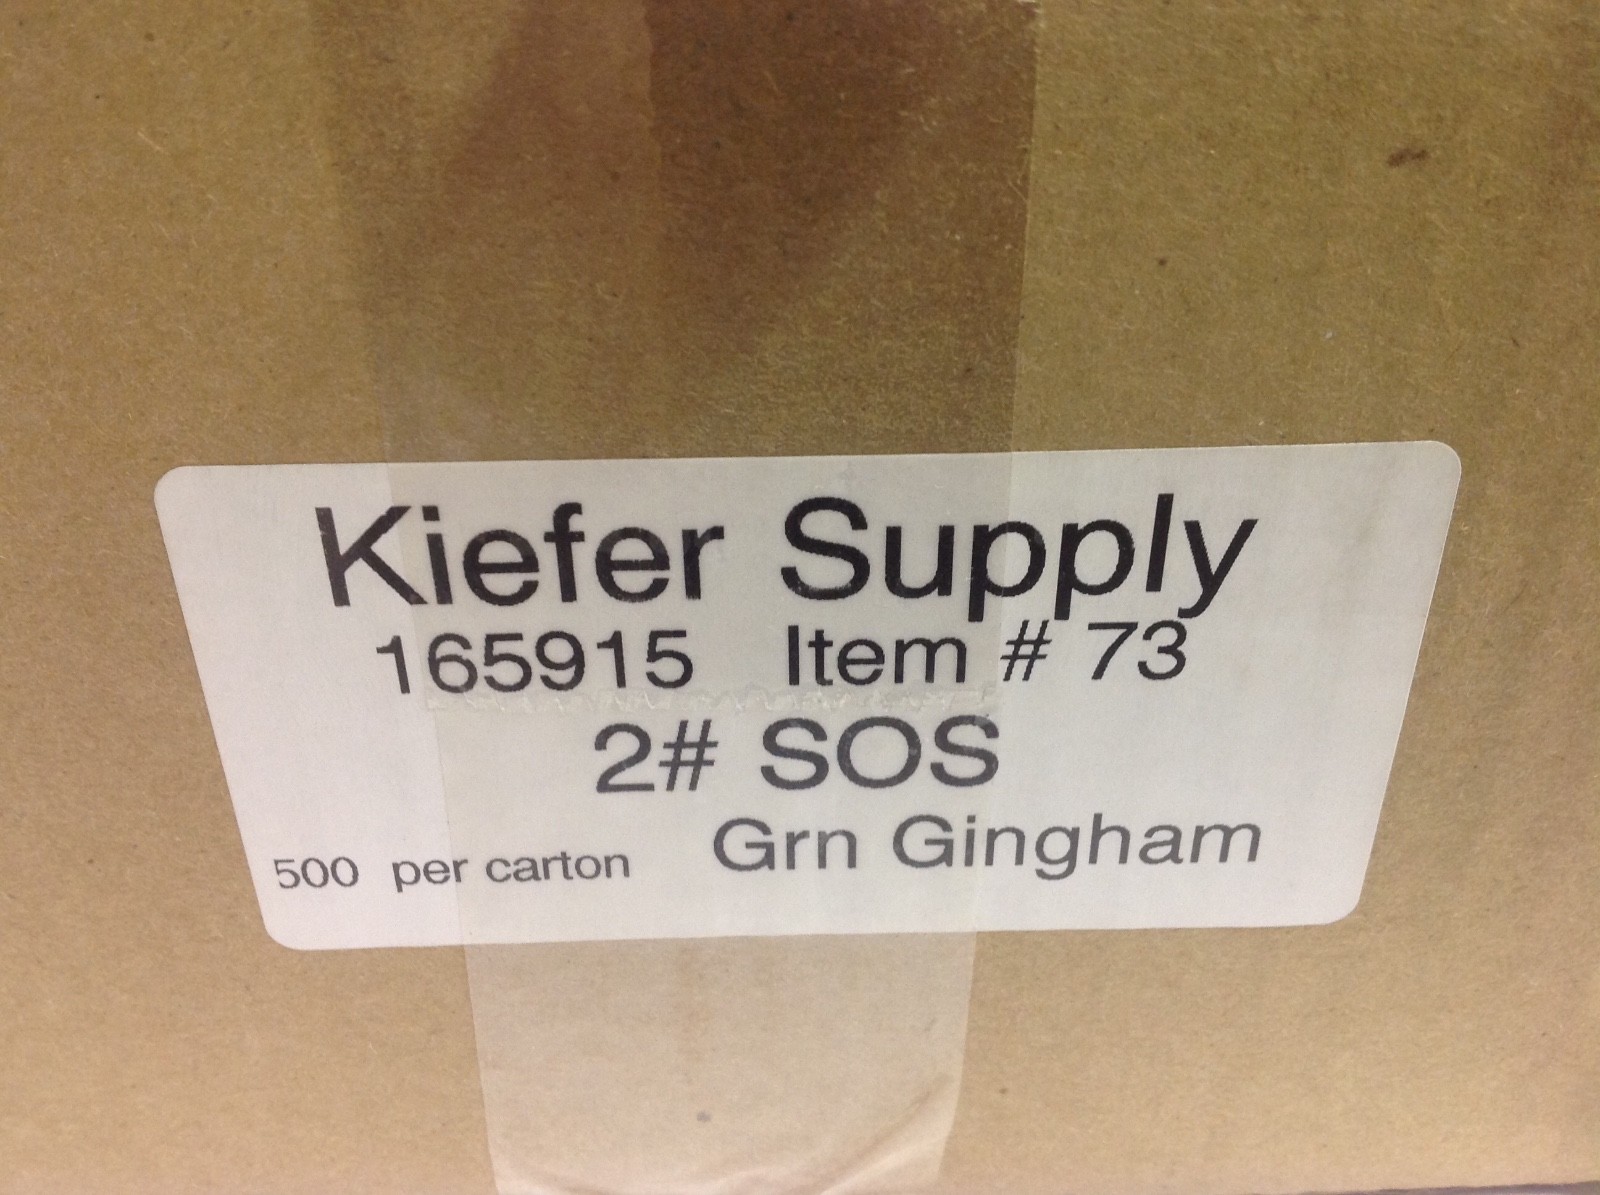 Kiefer Supply
165915 Item # 73
2# SOS
500 per carton Grn Gingham